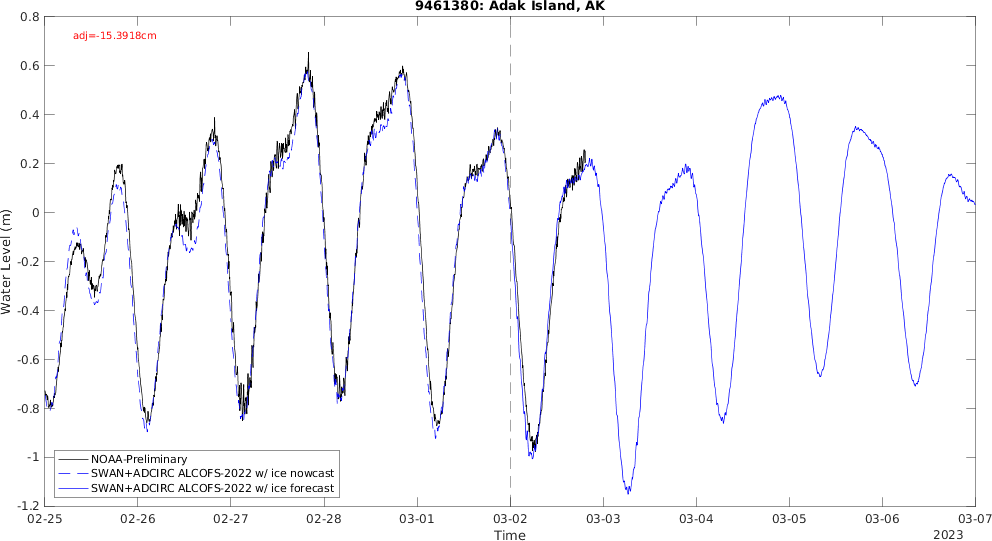 9461380: Adak Island, AK
adj=-15.3918cm
0.8
0.6
0.4
0.2
0
-0.2
-0.4
-0.6
-0.8
-1
-1.2
Water Level (m)
NOAA-Preliminary
SWAN+ADCIRC ALCOFS-2022 w/ ice nowcast
SWAN+ADCIRC ALCOFS-2022 w/ ice forecast
02-25 02-26 02-27 02-28 03-01 03-02 03-03 03-04 03-05 03-06 03-07
Time
2023